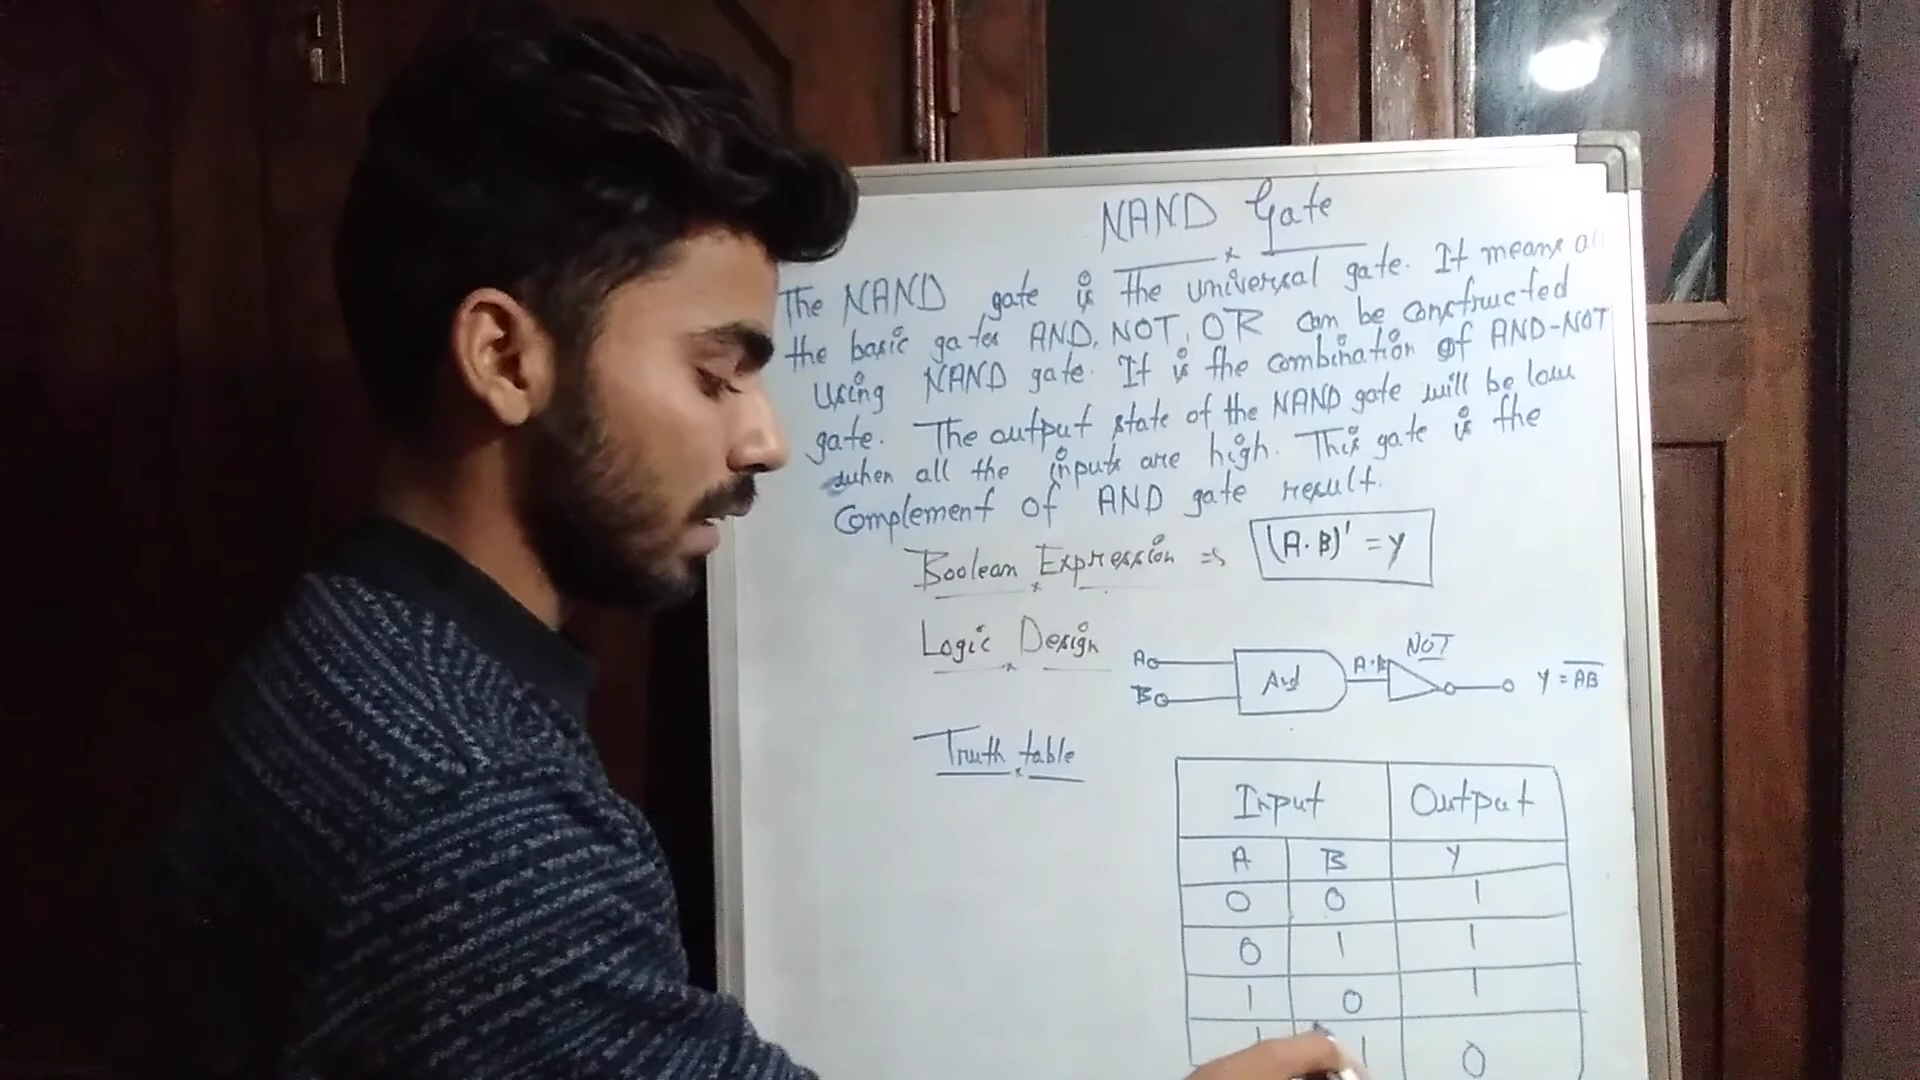 NAND Gate
The NAND gate is the universal gate. It means al
the basic gates AND, NOT, OR can be constructed
Using NAND gate. It is the combination of AND-NOT
gate. The output state of the NAND gate will be low
when all the inputs are high. This gate is the
Complement of AND gate result.
Boolean Expression => (A.B)' = Y
Logic Design
NOT
A And A.B Y = A̅B̅
B
Truth table
Input Output
A B Y
0 0 1
0 1 1
1 0 1
1 1 0